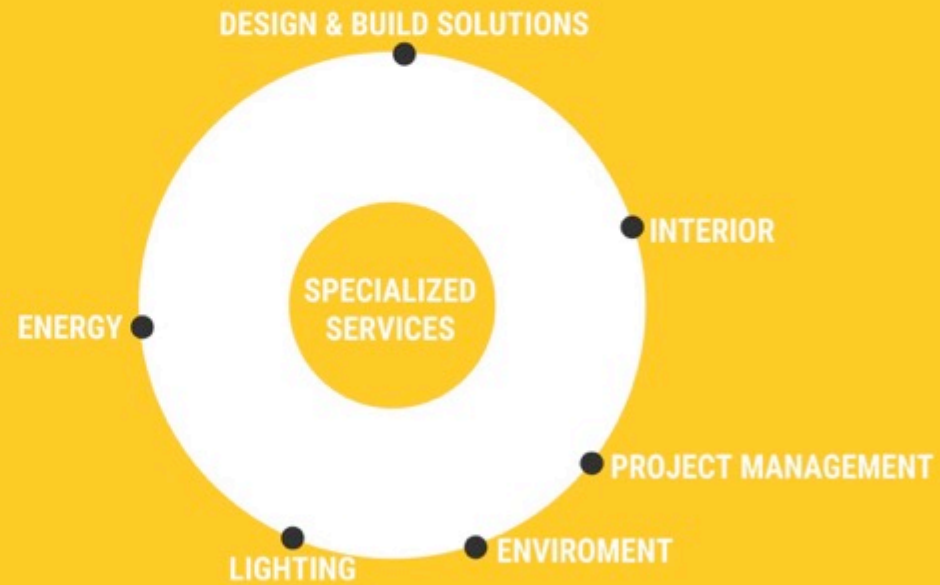 DESIGN & BUILD SOLUTIONS
INTERIOR
SPECIALIZED
SERVICES
ENERGY
PROJECT MANAGEMENT
ENVIROMENT
LIGHTING